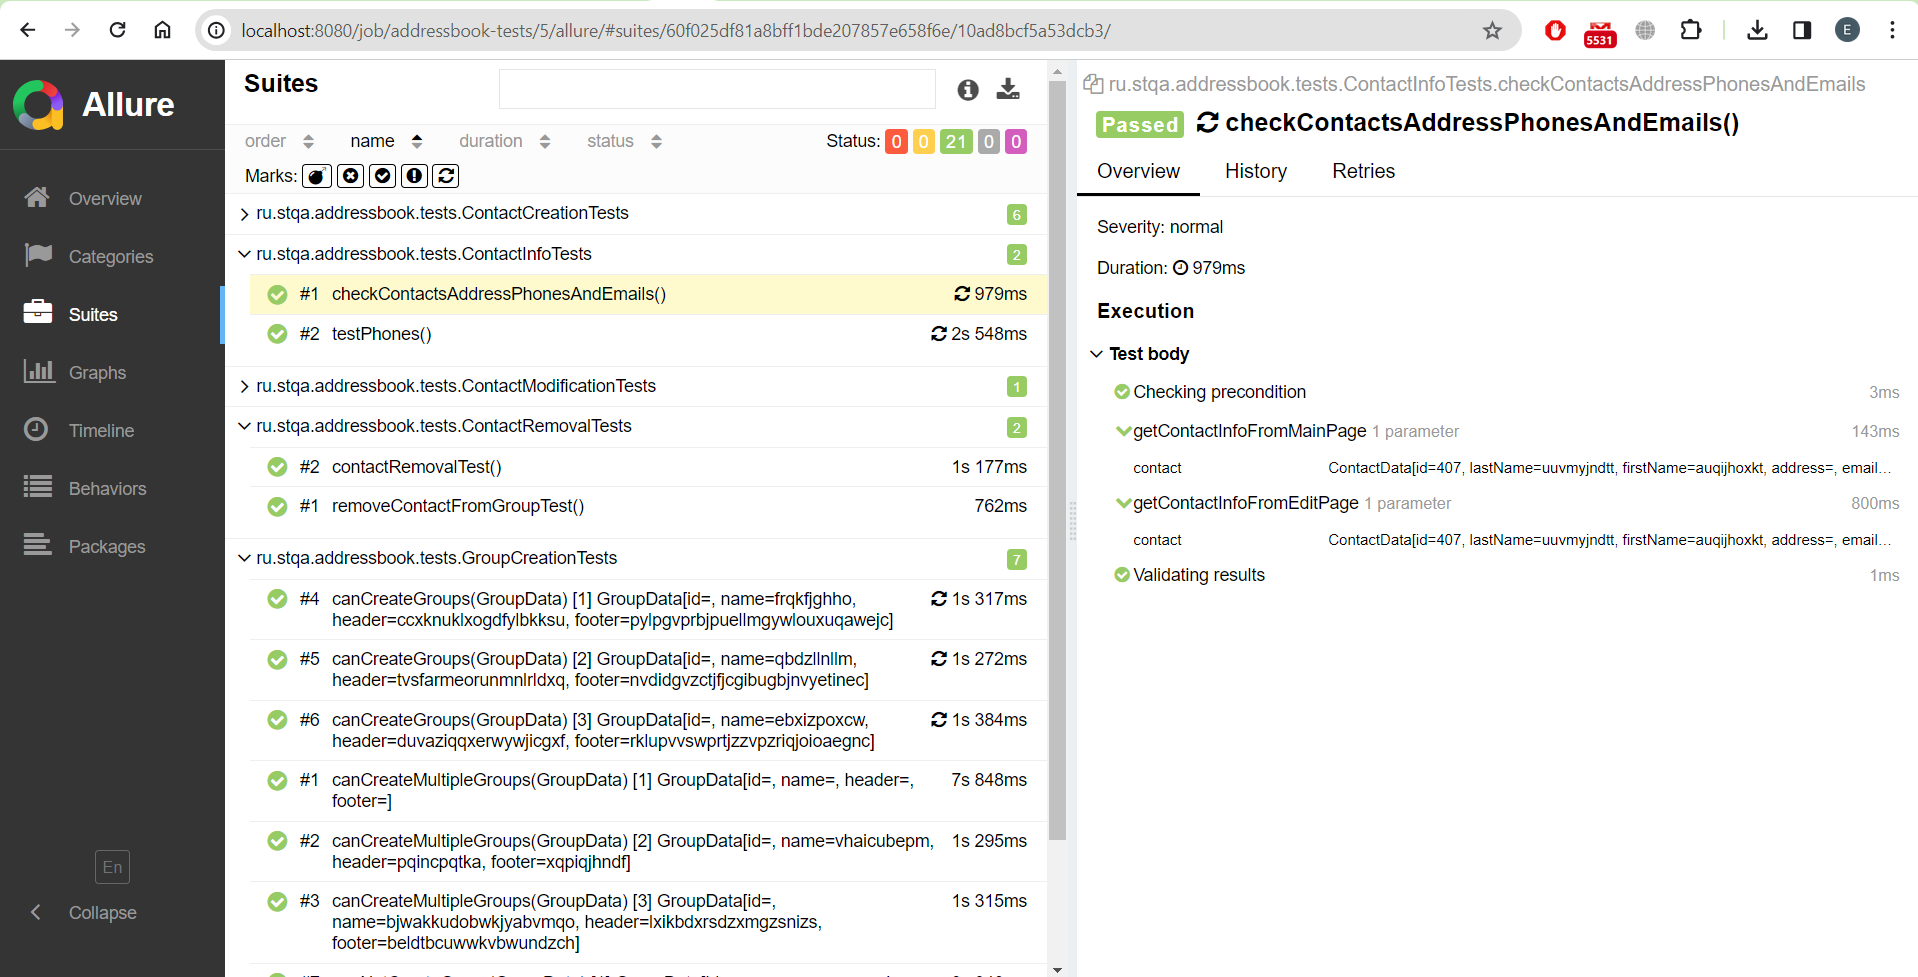 localhost:8080/job/addressbook-tests/5/allure/#suites/60f025df81a8bff1bde207857e658f6e/10ad8bcf5a53dcb3/
5531
E
Allure
Overview
Categories
Suites
Graphs
Timeline
Behaviors
Packages
En
Collapse
Suites
order name duration status Status: 0 0 21 0 0
Marks:
ru.stqa.addressbook.tests.ContactCreationTests 6
ru.stqa.addressbook.tests.ContactInfoTests 2
#1 checkContactsAddressPhonesAndEmails() 979ms
#2 testPhones() 2s 548ms
ru.stqa.addressbook.tests.ContactModificationTests 1
ru.stqa.addressbook.tests.ContactRemovalTests 2
#2 contactRemovalTest() 1s 177ms
#1 removeContactFromGroupTest() 762ms
ru.stqa.addressbook.tests.GroupCreationTests 7
#4 canCreateGroups(GroupData) [1] GroupData[id=, name=frqkfjghho, 1s 317ms
header=ccxknuklxogdfylbkksu, footer=pylpgvprbjpuellmgywlouxuqawejc]
#5 canCreateGroups(GroupData) [2] GroupData[id=, name=qbdzllnllm, 1s 272ms
header=tvsfarmeorunmnlrldxq, footer=nvdidgvzctjfjcgibugbjnvyetinec]
#6 canCreateGroups(GroupData) [3] GroupData[id=, name=ebxizpoxcw, 1s 384ms
header=duvaziqqxerwywjicgxf, footer=rklupvvswprtjzzvpzriqjoioaegnc]
#1 canCreateMultipleGroups(GroupData) [1] GroupData[id=, name=, header=, 7s 848ms
footer=]
#2 canCreateMultipleGroups(GroupData) [2] GroupData[id=, name=vhaicubepm, 1s 295ms
header=pqincpqtka, footer=xqpiqjhndf]
#3 canCreateMultipleGroups(GroupData) [3] GroupData[id=, 1s 315ms
name=bjwakkudobwkjyabvmqo, header=lxikbdxrsdzxmgzsnizs,
footer=beldtbcuwwkvbwundzch]
ru.stqa.addressbook.tests.ContactInfoTests.checkContactsAddressPhonesAndEmails
Passed checkContactsAddressPhonesAndEmails()
Overview History Retries
Severity: normal
Duration: 979ms
Execution
Test body
Checking precondition 3ms
getContactInfoFromMainPage 1 parameter 143ms
contact ContactData[id=407, lastName=uuvmyjndtt, firstName=auqijhoxkt, address=, email...
getContactInfoFromEditPage 1 parameter 800ms
contact ContactData[id=407, lastName=uuvmyjndtt, firstName=auqijhoxkt, address=, email...
Validating results 1ms